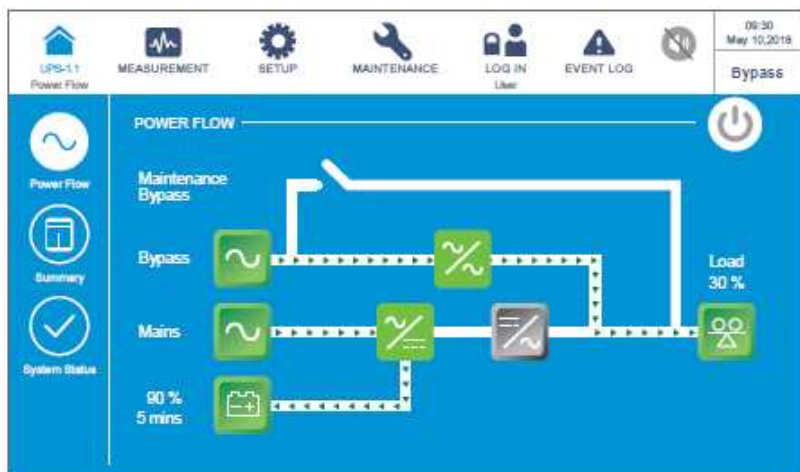 UPS-1.1
Power Flow
MEASUREMENT
SETUP
MAINTENANCE
LOG IN
User
EVENT LOG
09:30
May 10,2018
Bypass
POWER FLOW
Power Flow
Summary
System Status
Maintenance
Bypass
Bypass
Load
30 %
Mains
90 %
5 mins